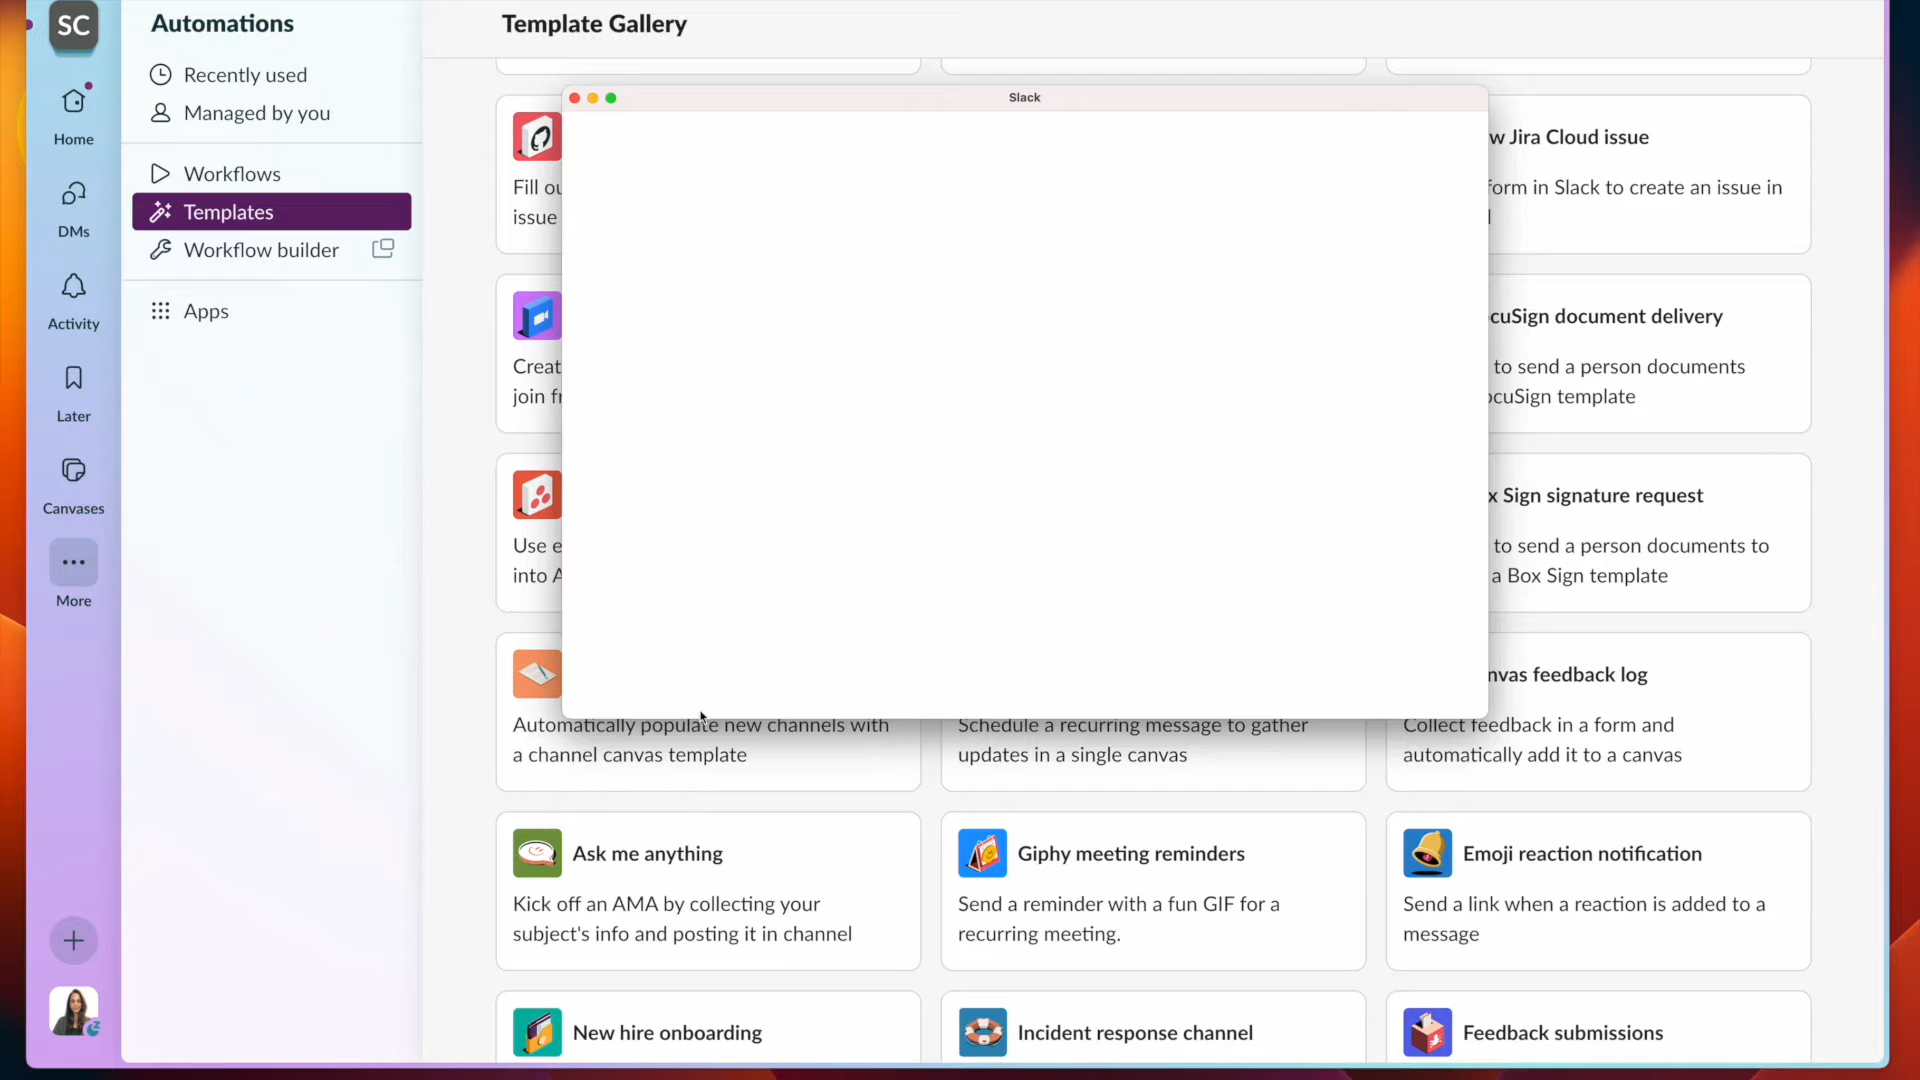 SC
Home
DMs
Activity
Later
Canvases
More
Automations
Recently used
Managed by you
Workflows
Templates
Workflow builder
Apps
Template Gallery
Slack
Fill
issue
w Jira Cloud issue
form in Slack to create an issue in
Creat
join
cuSign document delivery
to send a person documents
ocuSign template
Use
into
x Sign signature request
to send a person documents to
a Box Sign template
Automatically populate new channels with
a channel canvas template
Schedule a recurring message to gather
updates in a single canvas
nvas feedback log
Collect feedback in a form and
automatically add it to a canvas
Ask me anything
Kick off an AMA by collecting your
subject's info and posting it in channel
Giphy meeting reminders
Send a reminder with a fun GIF for a
recurring meeting.
Emoji reaction notification
Send a link when a reaction is added to a
message
New hire onboarding
Incident response channel
Feedback submissions